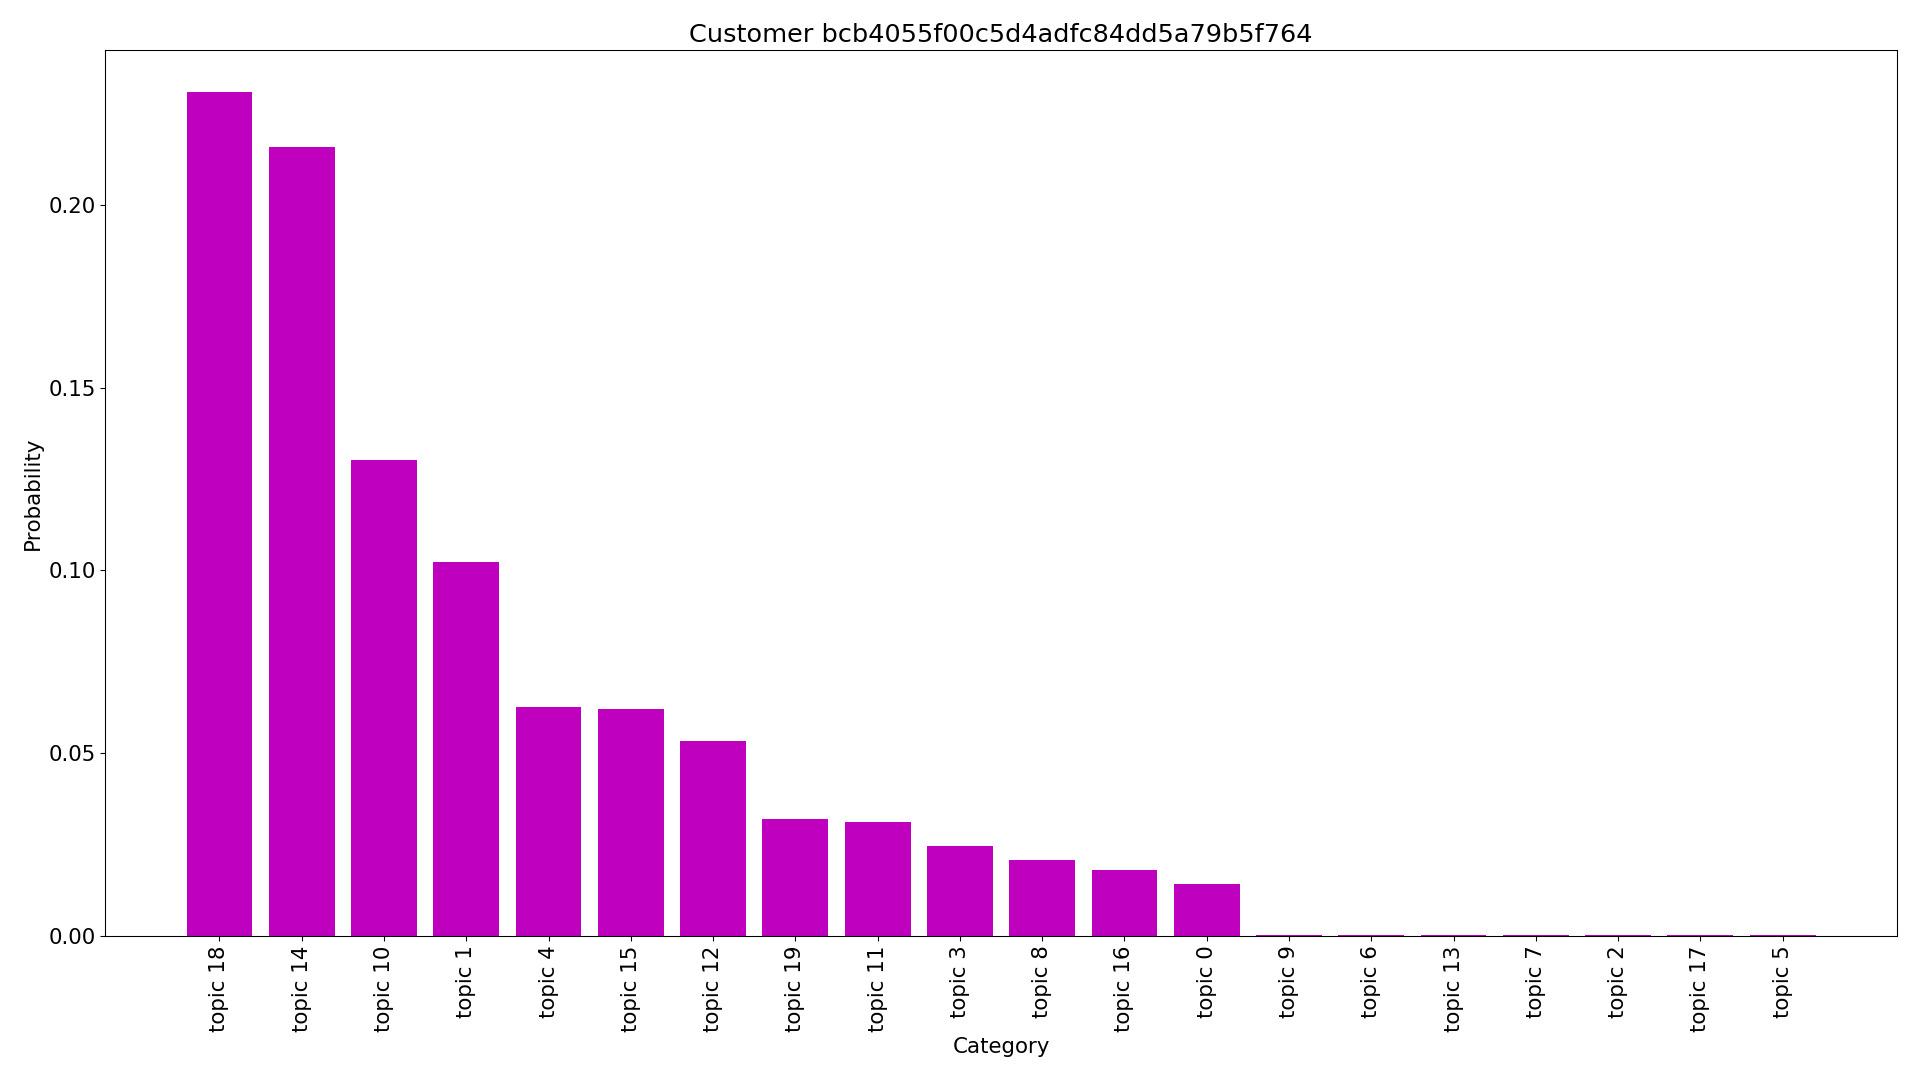 Customer bcb4055f00c5d4adfc84dd5a79b5f764
Probability
0.20
0.15
0.10
0.05
0.00
topic 18
topic 14
topic 10
topic 1
topic 4
topic 15
topic 12
topic 19
topic 11
topic 3
topic 8
topic 16
topic 0
topic 9
topic 6
topic 13
topic 7
topic 2
topic 17
topic 5
Category